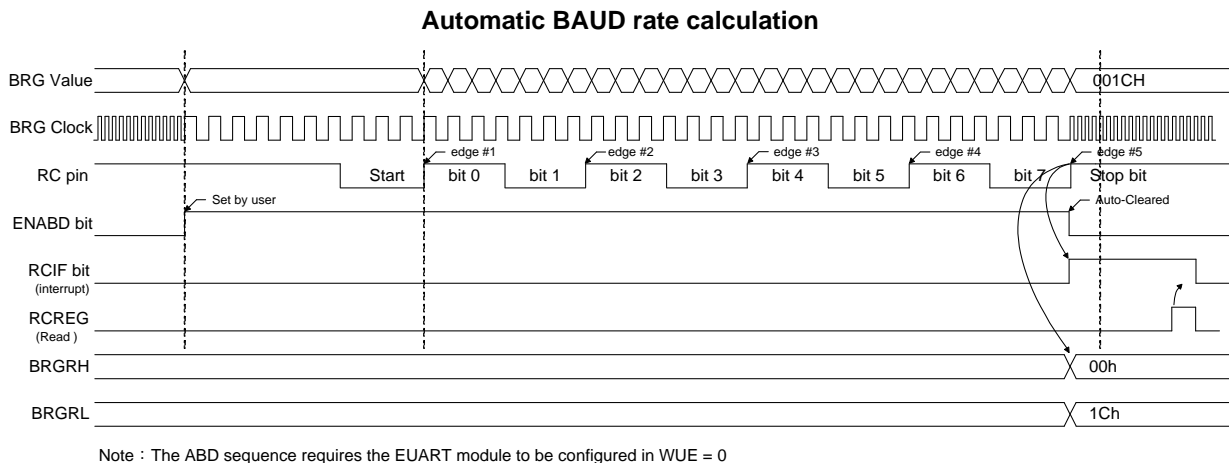 Automatic BAUD rate calculation
BRG Value
001CH
BRG Clock
edge #1
edge #2
edge #3
edge #4
edge #5
RC pin
Start
bit 0
bit 1
bit 2
bit 3
bit 4
bit 5
bit 6
bit 7
Stop bit
Set by user
Auto-Cleared
ENABD bit
RCIF bit
(interrupt)
RCREG
(Read )
BRGRH
00h
BRGRL
1Ch
Note : The ABD sequence requires the EUART module to be configured in WUE = 0